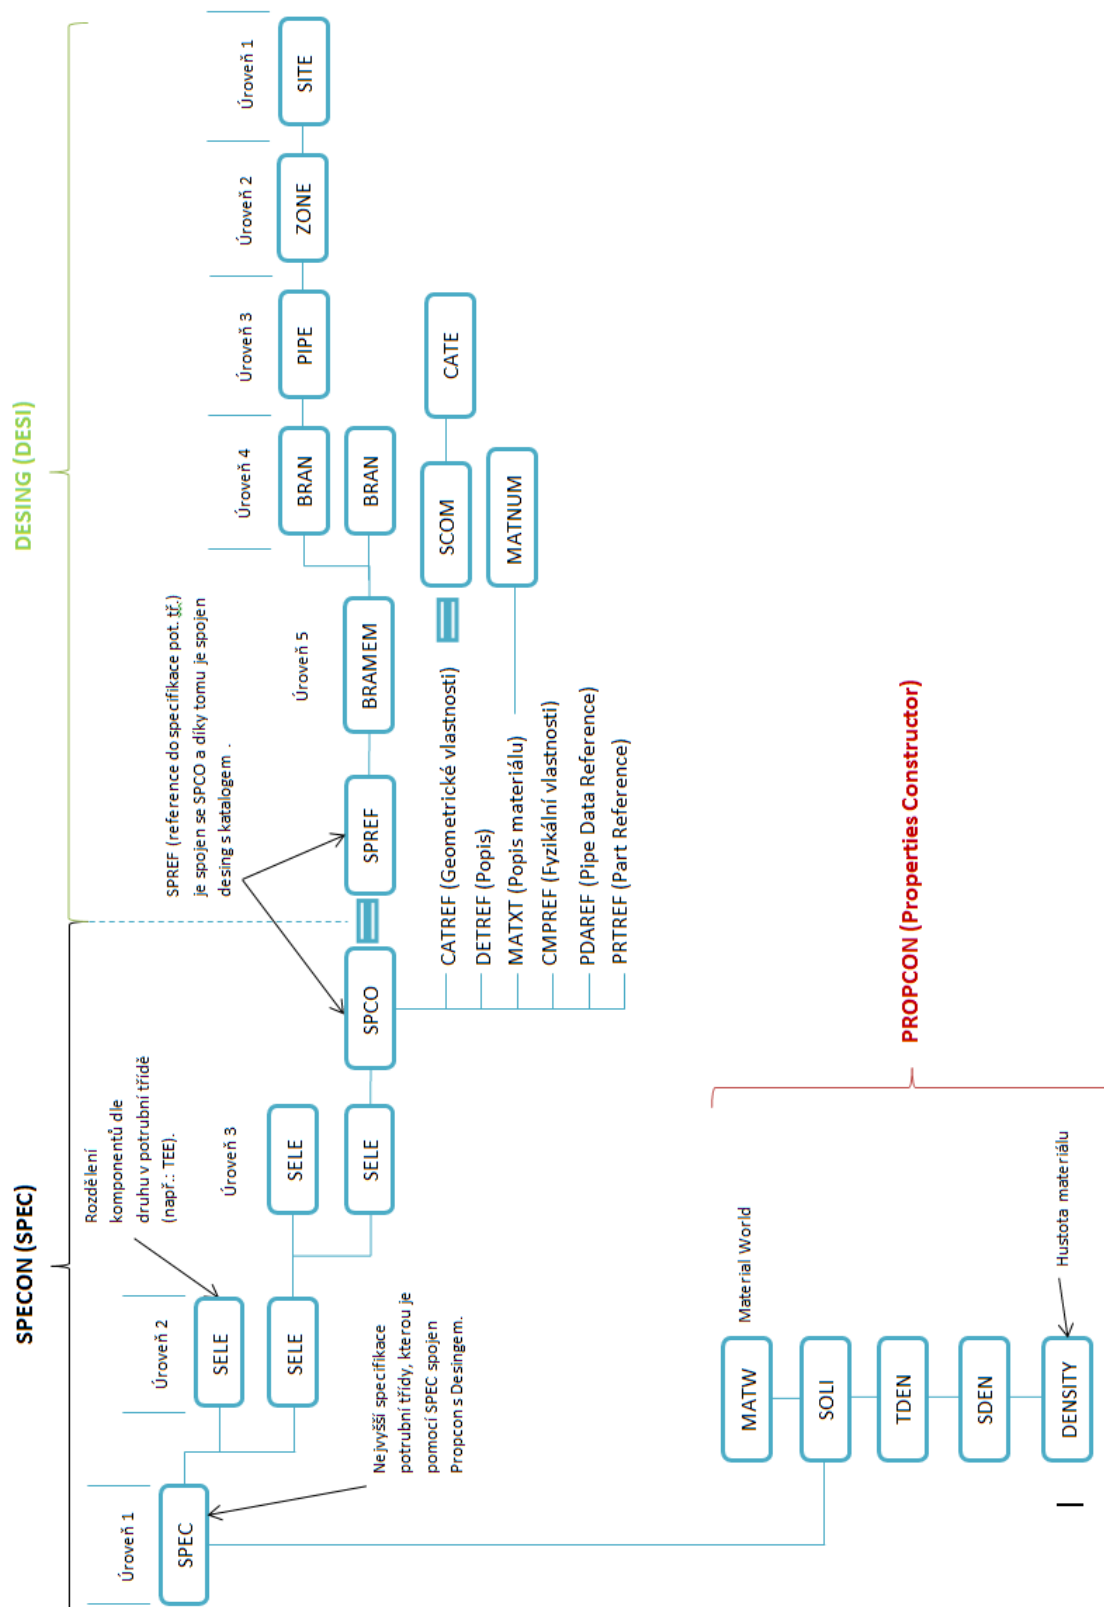 SPECON (SPEC)
DESING (DESI)
Úroveň 1
Úroveň 2
Rozdělení
komponentů dle
druhu v potrubní třídě
(např.: TEE).
Úroveň 3
SPREF (reference do specifikace pot. tř.)
je spojen se SPCO a díky tomu je spojen
desing s katalogem .
Úroveň 5
Úroveň 4
Úroveň 3
Úroveň 2
Úroveň 1
SPEC
SELE
SELE
SELE
SELE
SPCO
SPREF
BRAMEM
BRAN
BRAN
PIPE
ZONE
SITE
Nejvyšší specifikace
potrubní třídy, kterou je
pomocí SPEC spojen
Propcon s Desingem.
CATREF (Geometrické vlastnosti)
SCOM
CATE
DETREF (Popis)
MATXT (Popis materiálu)
MATNUM
CMPREF (Fyzikální vlastnosti)
PDAREF (Pipe Data Reference)
PRTREF (Part Reference)
MATW
Material World
SOLI
TDEN
SDEN
DENSITY
Hustota materiálu
PROPCON (Properties Constructor)